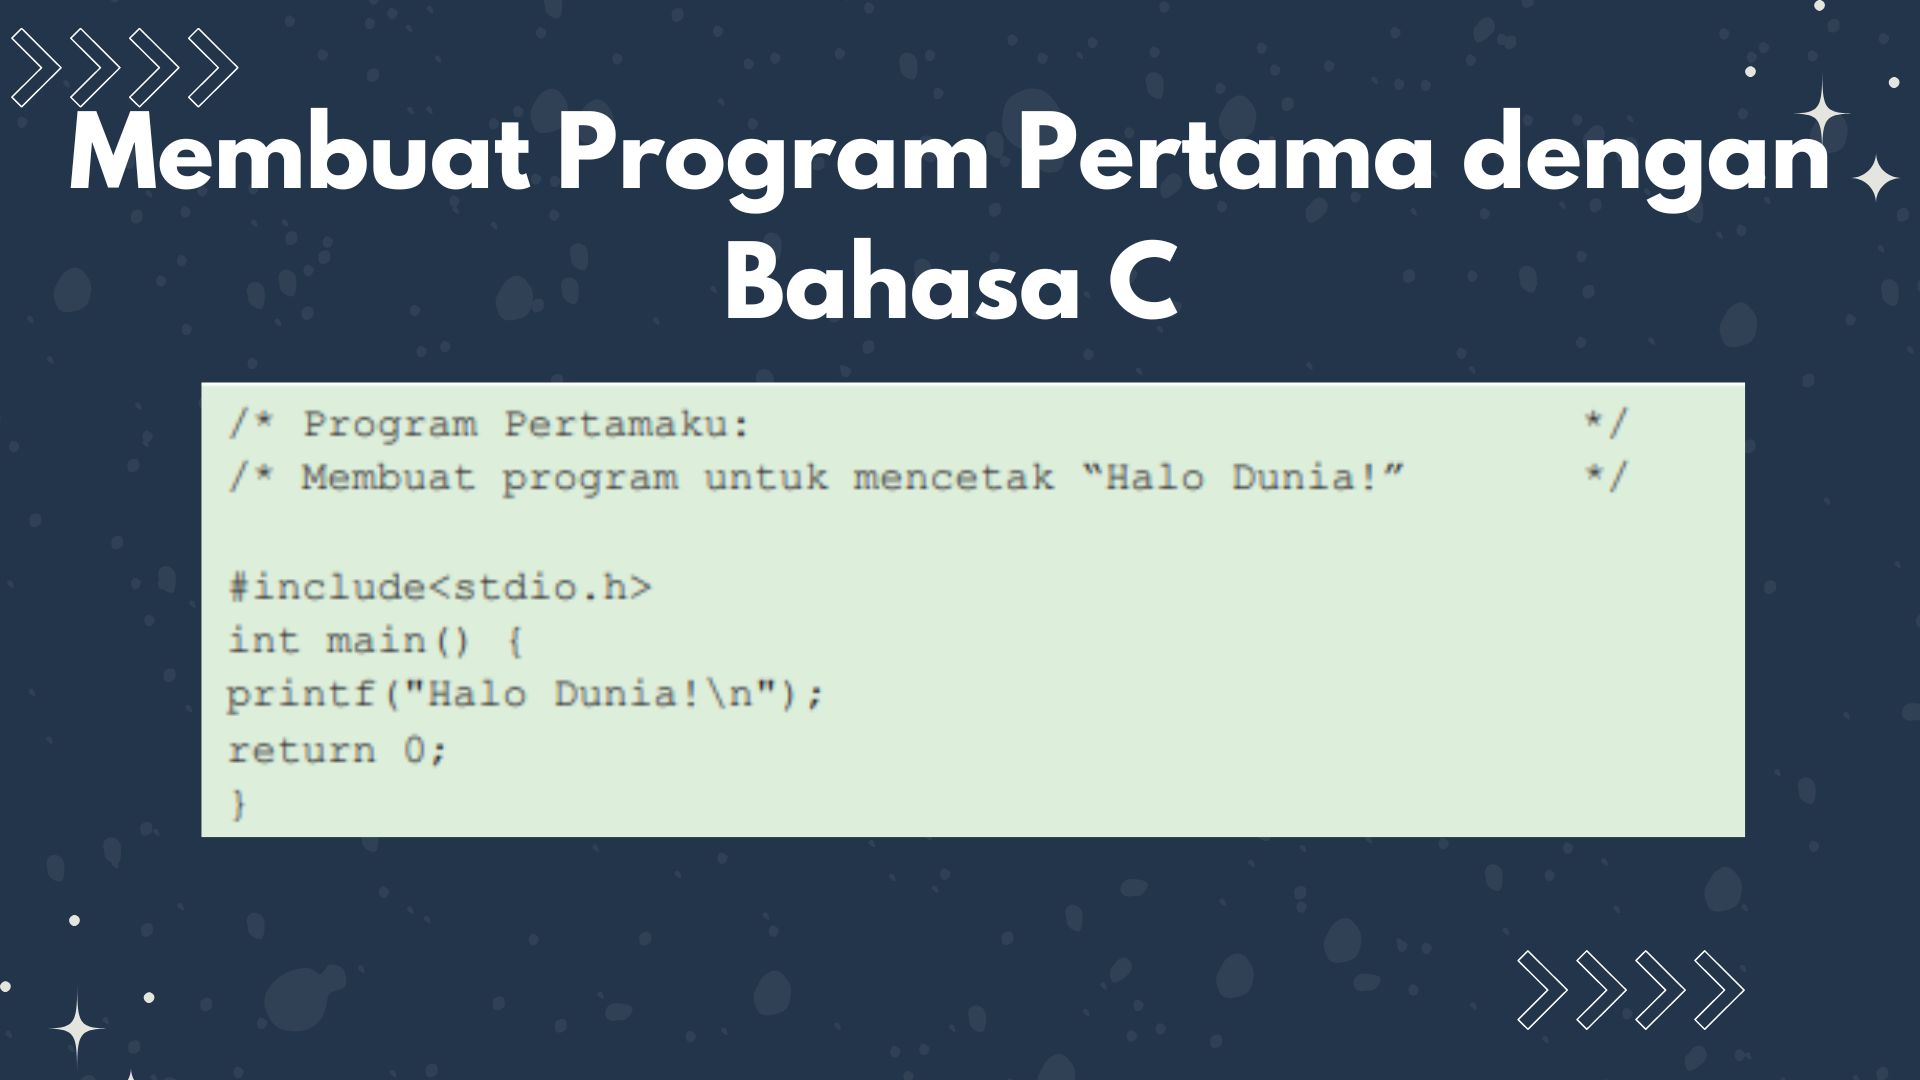 Membuat Program Pertama dengan
Bahasa C
/* Program Pertamaku: */
/* Membuat program untuk mencetak “Halo Dunia!” */
#include<stdio.h>
int main() {
printf("Halo Dunia!\n");
return 0;
}